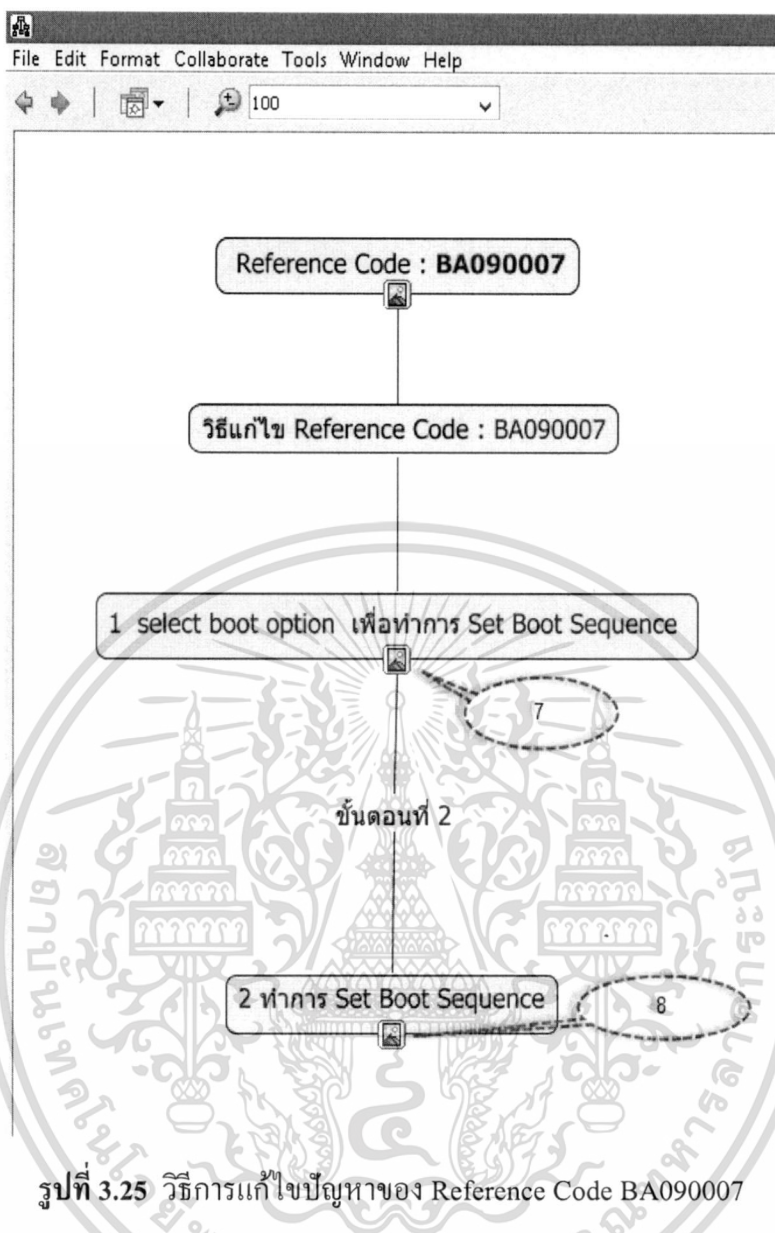 File Edit Format Collaborate Tools Window Help
100
Reference Code : BA090007
วิธีแก้ไข Reference Code : BA090007
1 select boot option เพื่อทำการ Set Boot Sequence
7
ขั้นตอนที่ 2
2 ทำการ Set Boot Sequence
8
รูปที่ 3.25 วิธีการแก้ไขปัญหาของ Reference Code BA090007